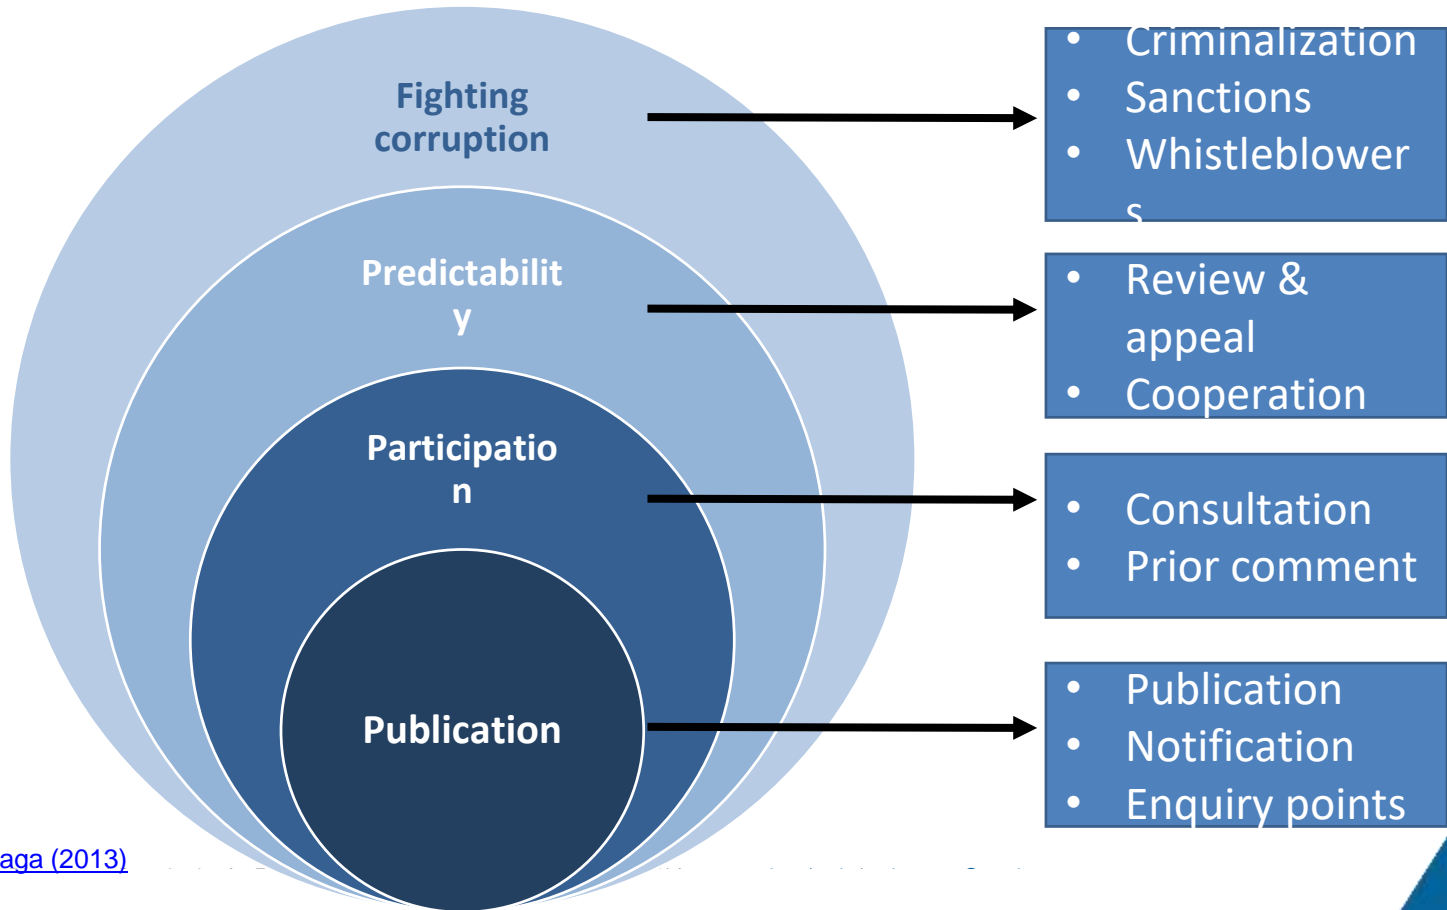 Fighting
corruption
• Criminalization
• Sanctions
• Whistleblower
s
Predictabilit
y
• Review &
appeal
• Cooperation
Participatio
n
• Consultation
• Prior comment
Publication
• Publication
• Notification
• Enquiry points
aga (2013)